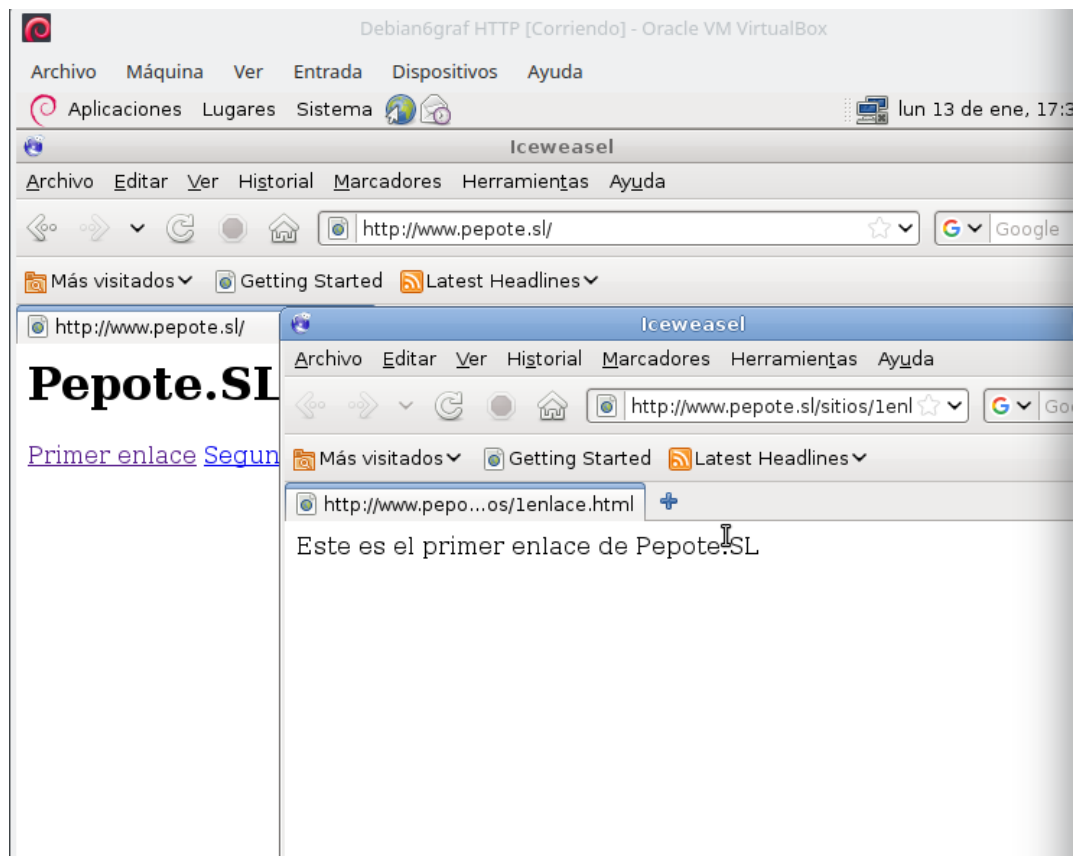 Debian6graf HTTP [Corriendo] - Oracle VM VirtualBox
Archivo Máquina Ver Entrada Dispositivos Ayuda
Aplicaciones Lugares Sistema lun 13 de ene, 17:3
Iceweasel
Archivo Editar Ver Historial Marcadores Herramientas Ayuda
http://www.pepote.sl/ G Google
Más visitados Getting Started Latest Headlines
http://www.pepote.sl/
Iceweasel
Archivo Editar Ver Historial Marcadores Herramientas Ayuda
Pepote.SL
http://www.pepote.sl/sitios/1enl G Goo
Primer enlace Segun
Más visitados Getting Started Latest Headlines
http://www.pepo...os/1enlace.html
Este es el primer enlace de Pepote.SL